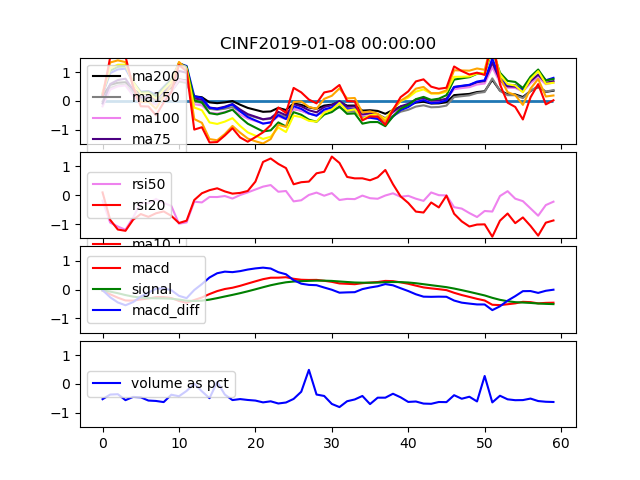 CINF2019-01-08 00:00:00
1
0
−1
ma200
ma150
ma100
ma75
1
0
−1
rsi50
rsi20
ma10
1
0
−1
macd
signal
macd_diff
1
0
−1
volume as pct
0 10 20 30 40 50 60